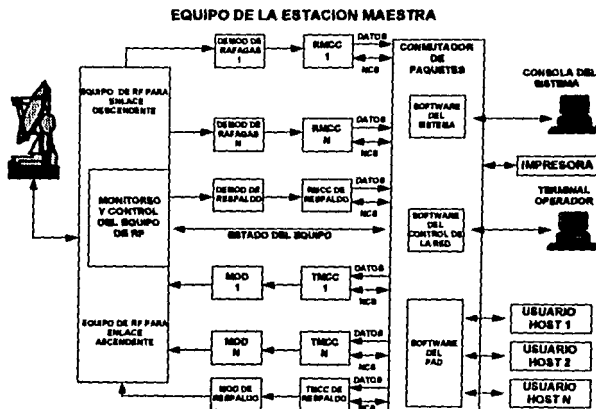 EQUIPO DE LA ESTACION MAESTRA
EQUIPO DE RF PARA
ENLACE
DESCENDENTE
MONITORSO
Y CONTROL
DEL EQUIPO
DE RF
EQUIPO DE RF PARA
ENLACE
ASCENDENTE
DEMOD DE
RAFAGAS
1
RMCC
1
DATOS
NCS
DEMOD DE
RAFAGAS
N
RMCC
N
DATOS
NCS
DEMOD DE
RESPALDO
RMCC DE
RESPALDO
DATOS
NCS
ESTADO DEL EQUIPO
MOD
1
TMCC
1
DATOS
NCS
MOD
N
TMCC
N
DATOS
NCS
MOD DE
RESPALDO
TMCC DE
RESPALDO
DATOS
NCS
CONMUTADOR
DE
PAQUETES
SOFTWARE
DEL
SISTEMA
SOFTWARE
DEL
CONTROL DE
LA RED
SOFTWARE
DEL
PAD
CONSOLA DEL
SISTEMA
IMPRESORA
TERMINAL
OPERADOR
USUARIO
HOST 1
USUARIO
HOST 2
USUARIO
HOST N